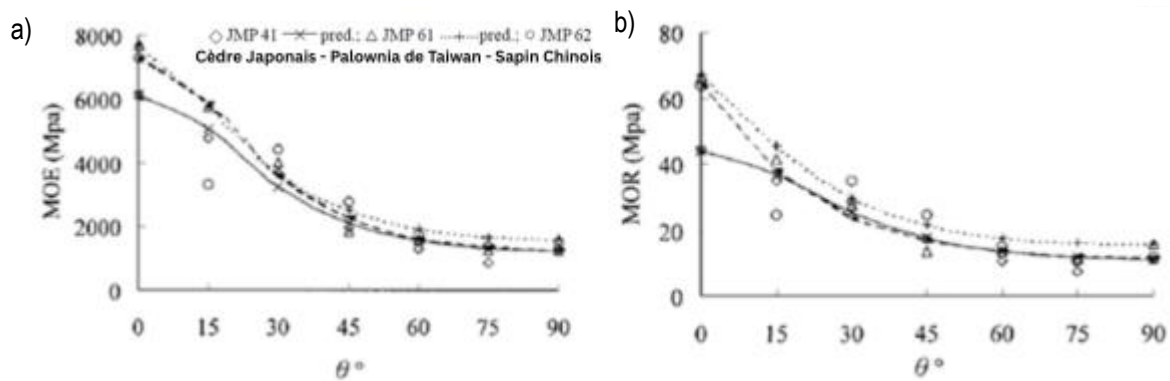 a)
◇ JMP 41 —×— pred.; △ JMP 61 ···+··· pred.; ○ JMP 62
Cèdre Japonais - Palownia de Taiwan - Sapin Chinois
8000
6000
4000
2000
0
MOE (Mpa)
0 15 30 45 60 75 90
θ °
b)
80
60
40
20
0
MOR (Mpa)
0 15 30 45 60 75 90
θ °